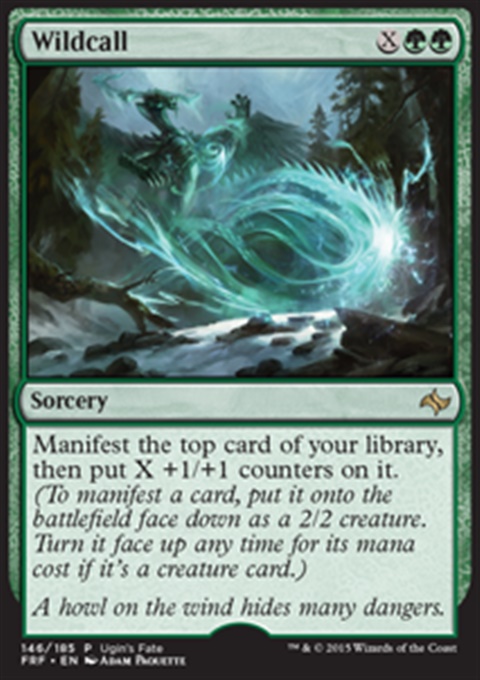 Wildcall X
Sorcery
Manifest the top card of your library,
then put X +1/+1 counters on it.
(To manifest a card, put it onto the
battlefield face down as a 2/2 creature.
Turn it face up any time for its mana
cost if it's a creature card.)
A howl on the wind hides many dangers.
146/185 P Ugin's Fate
FRF • EN Adam Paquette
™ & © 2015 Wizards of the Coast